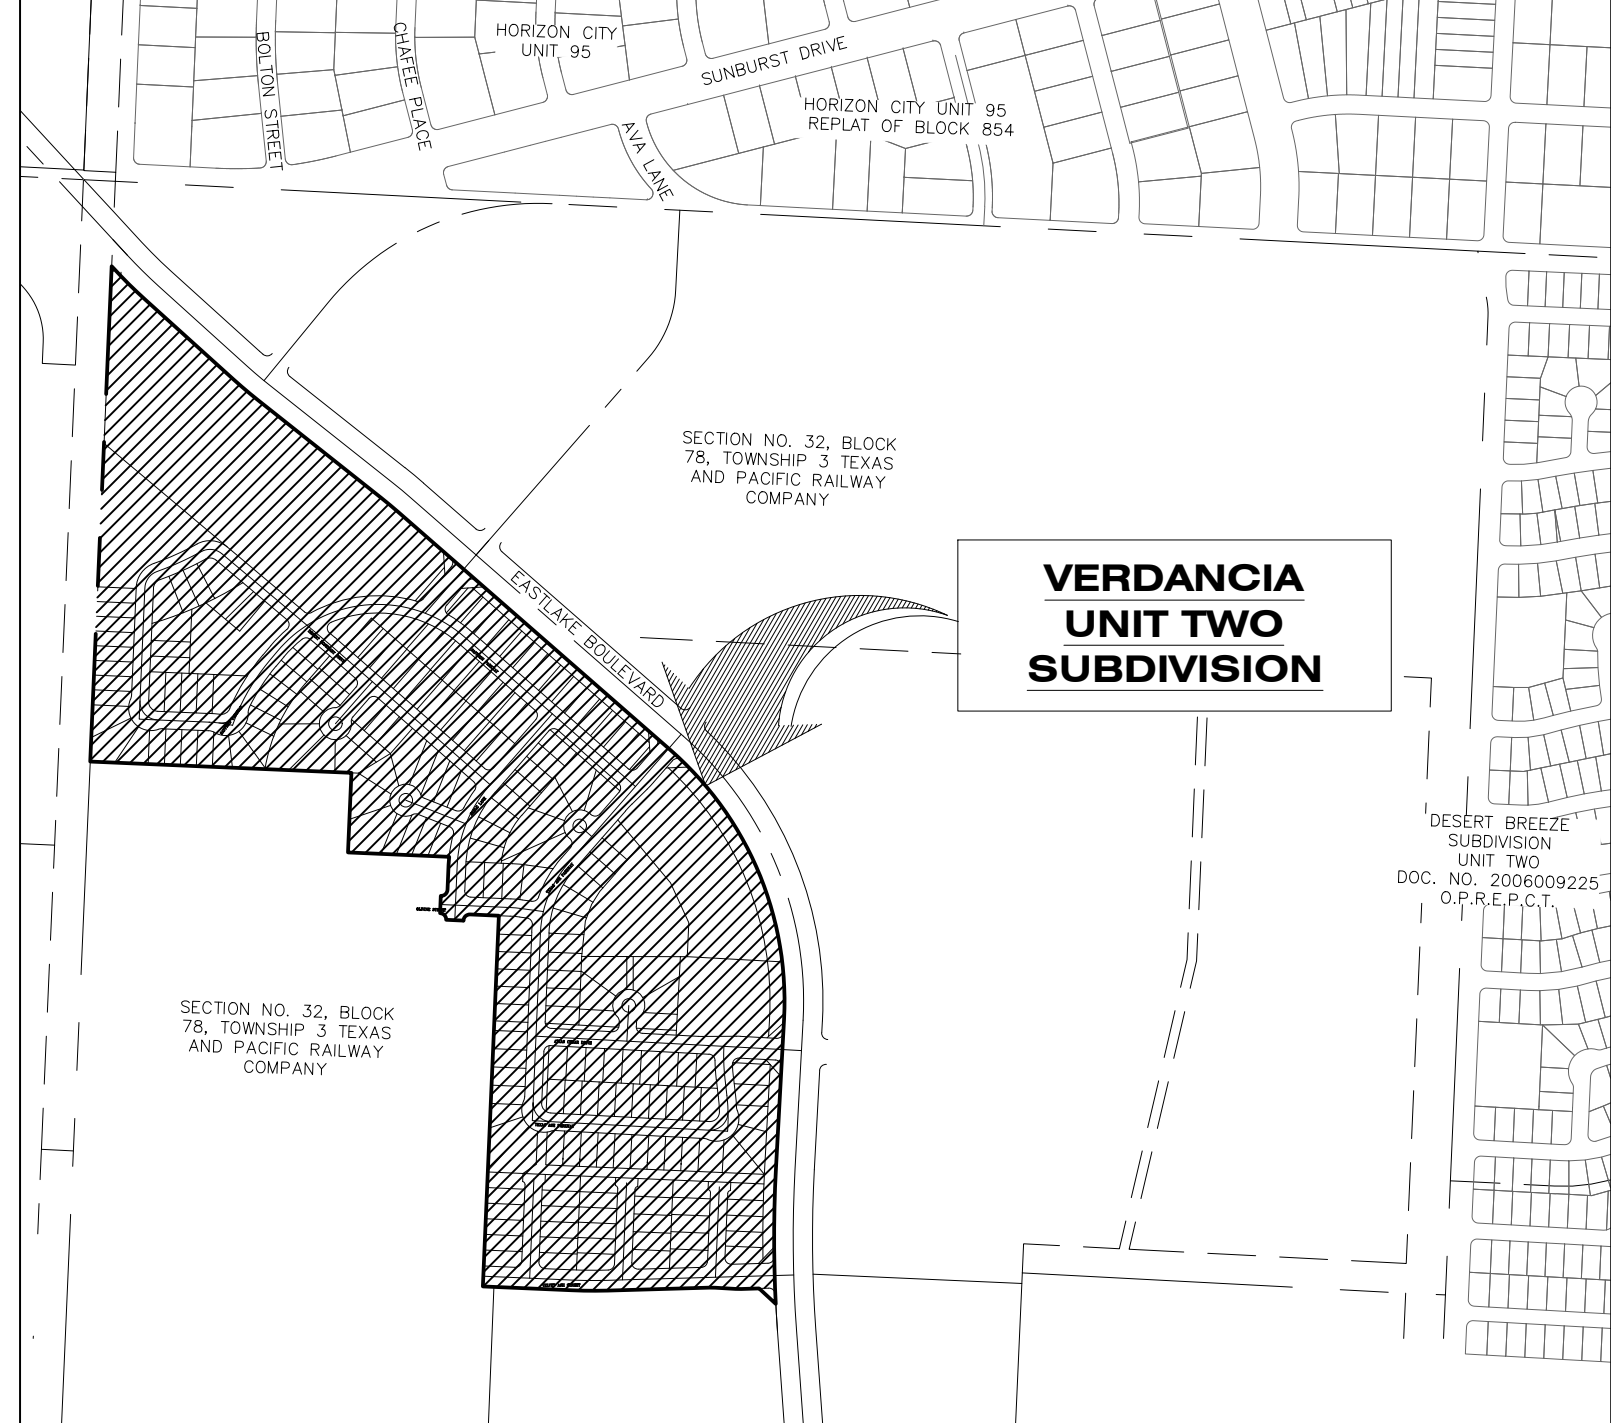 HORIZON CITY
UNIT 95
BOLTON STREET
CHAFEE PLACE
SUNBURST DRIVE
HORIZON CITY UNIT 95
REPLAT OF BLOCK 854
AVA LANE
SECTION NO. 32, BLOCK
78, TOWNSHIP 3 TEXAS
AND PACIFIC RAILWAY
COMPANY
EASTLAKE BOULEVARD
VERDANCIA
UNIT TWO
SUBDIVISION
DESERT BREEZE
SUBDIVISION
UNIT TWO
DOC. NO. 2006009225
O.P.R.E.P.C.T.
SECTION NO. 32, BLOCK
78, TOWNSHIP 3 TEXAS
AND PACIFIC RAILWAY
COMPANY